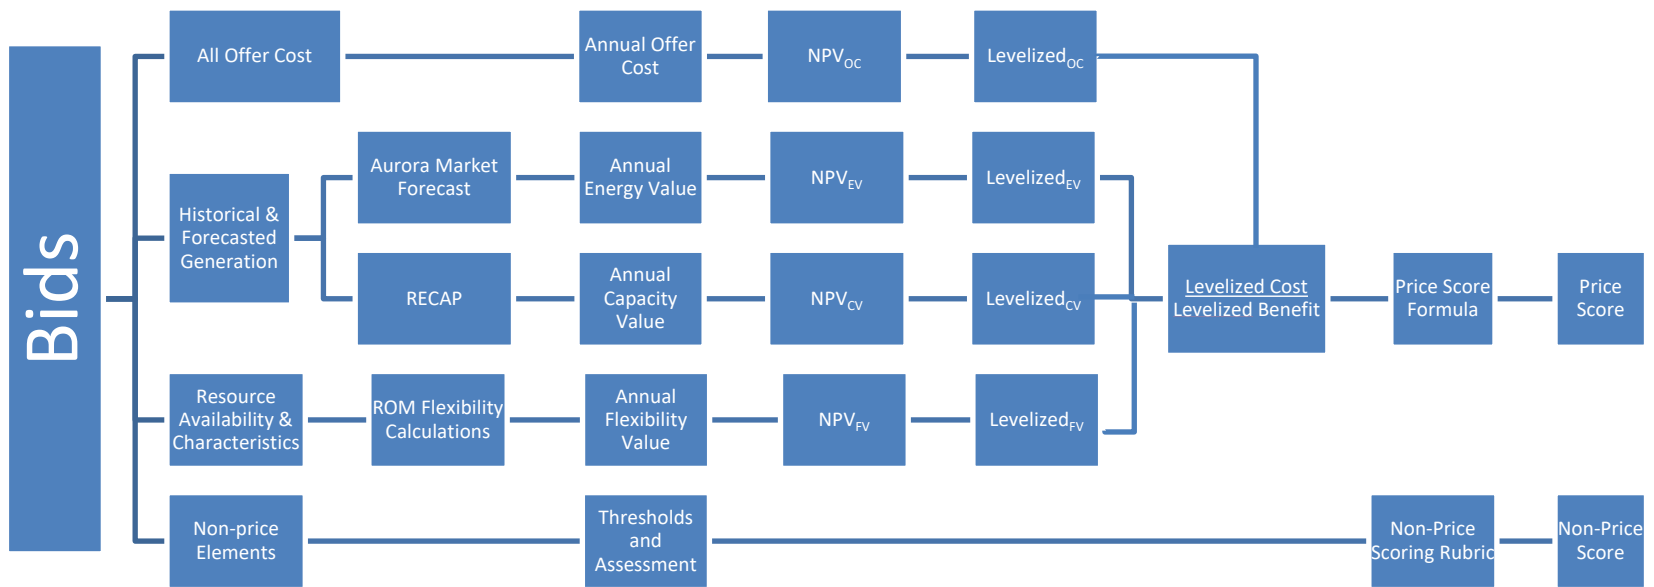 Bids
All Offer Cost
Annual Offer
Cost
NPVOC
LevelizedOC
Historical &
Forecasted
Generation
Aurora Market
Forecast
Annual
Energy Value
NPVEV
LevelizedEV
RECAP
Annual
Capacity
Value
NPVCV
LevelizedCV
Resource
Availability &
Characteristics
ROM Flexibility
Calculations
Annual
Flexibility
Value
NPVFV
LevelizedFV
Levelized Cost
Levelized Benefit
Price Score
Formula
Price
Score
Non-price
Elements
Thresholds
and
Assessment
Non-Price
Scoring Rubric
Non-Price
Score